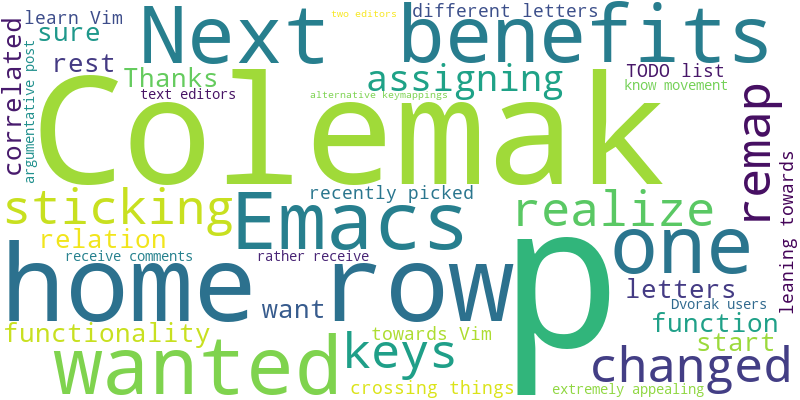 learn Vim
two editors
different letters
sure
Next
benefits
correlated
argumentative post
rest
Thanks
assigning
TODO list
text editors
alternative keymappings
know movement
Colemak
remap
leaning towards
sticking
Emacs
recently picked
realize
relation
receive comments
rather receive
p
one
home row
want
letters
Dvorak users
functionality
towards Vim
function
start
wanted
keys
changed
crossing things
extremely appealing